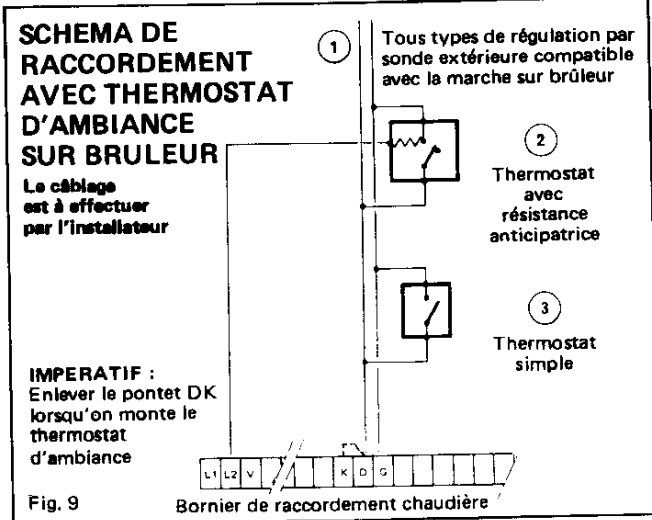 SCHEMA DE
RACCORDEMENT
AVEC THERMOSTAT
D'AMBIANCE
SUR BRULEUR
Le câblage
est à effectuer
par l'installateur
1
Tous types de régulation par
sonde extérieure compatible
avec la marche sur brûleur
2
Thermostat
avec
résistance
anticipatrice
3
Thermostat
simple
IMPERATIF :
Enlever le pontet DK
lorsqu'on monte le
thermostat
d'ambiance
L1 L2 V K D G
Fig. 9
Bornier de raccordement chaudière